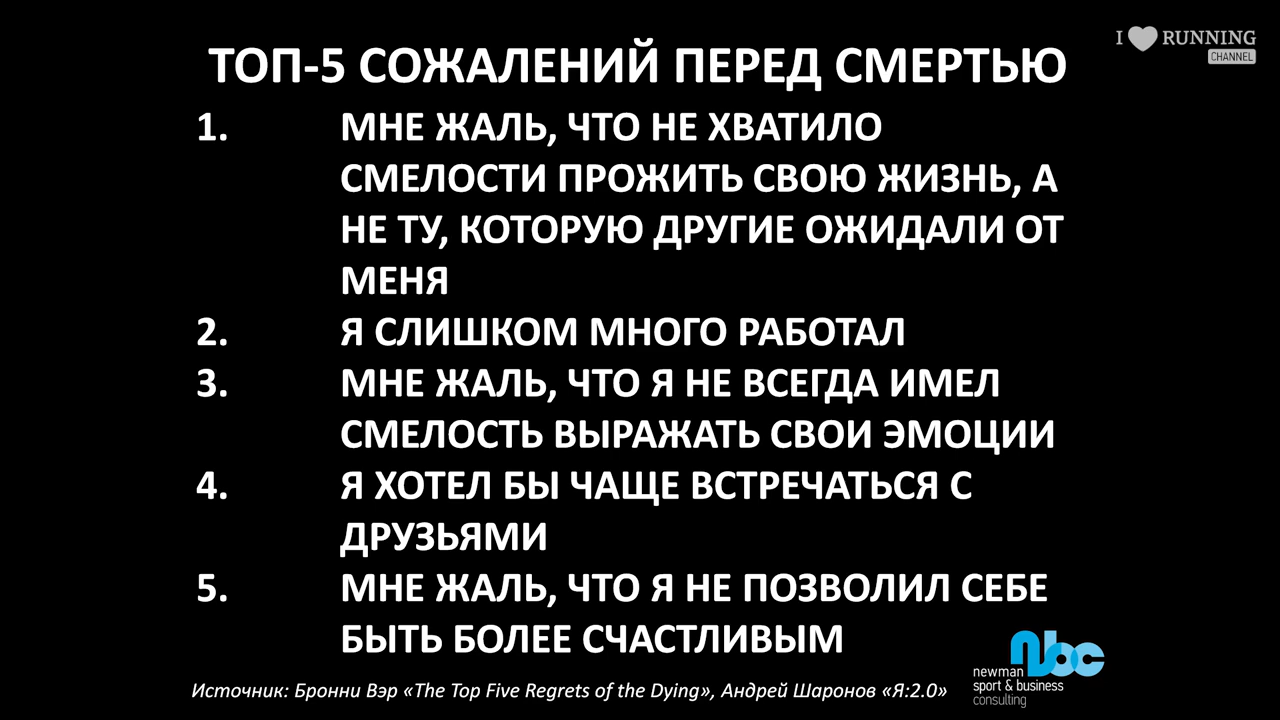 I ❤ RUNNING
CHANNEL
ТОП-5 СОЖАЛЕНИЙ ПЕРЕД СМЕРТЬЮ
1. МНЕ ЖАЛЬ, ЧТО НЕ ХВАТИЛО
СМЕЛОСТИ ПРОЖИТЬ СВОЮ ЖИЗНЬ, А
НЕ ТУ, КОТОРУЮ ДРУГИЕ ОЖИДАЛИ ОТ
МЕНЯ
2. Я СЛИШКОМ МНОГО РАБОТАЛ
3. МНЕ ЖАЛЬ, ЧТО Я НЕ ВСЕГДА ИМЕЛ
СМЕЛОСТЬ ВЫРАЖАТЬ СВОИ ЭМОЦИИ
4. Я ХОТЕЛ БЫ ЧАЩЕ ВСТРЕЧАТЬСЯ С
ДРУЗЬЯМИ
5. МНЕ ЖАЛЬ, ЧТО Я НЕ ПОЗВОЛИЛ СЕБЕ
БЫТЬ БОЛЕЕ СЧАСТЛИВЫМ
Источник: Бронни Вэр «The Top Five Regrets of the Dying», Андрей Шаронов «Я:2.0»
nbc
newman
sport & business
consulting